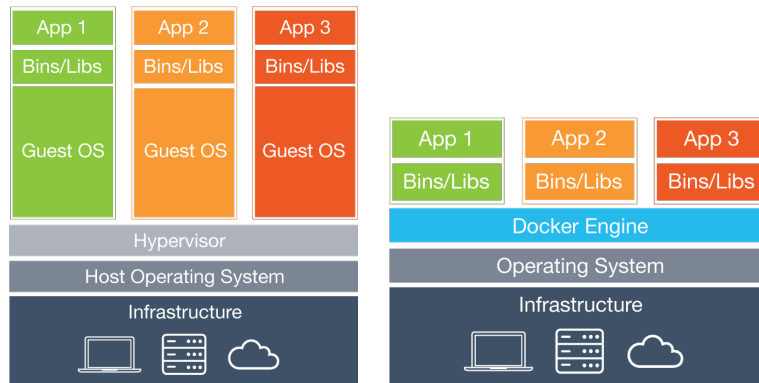 App 1
App 2
App 3
Bins/Libs
Bins/Libs
Bins/Libs
Guest OS
Guest OS
Guest OS
Hypervisor
Host Operating System
Infrastructure
App 1
App 2
App 3
Bins/Libs
Bins/Libs
Bins/Libs
Docker Engine
Operating System
Infrastructure